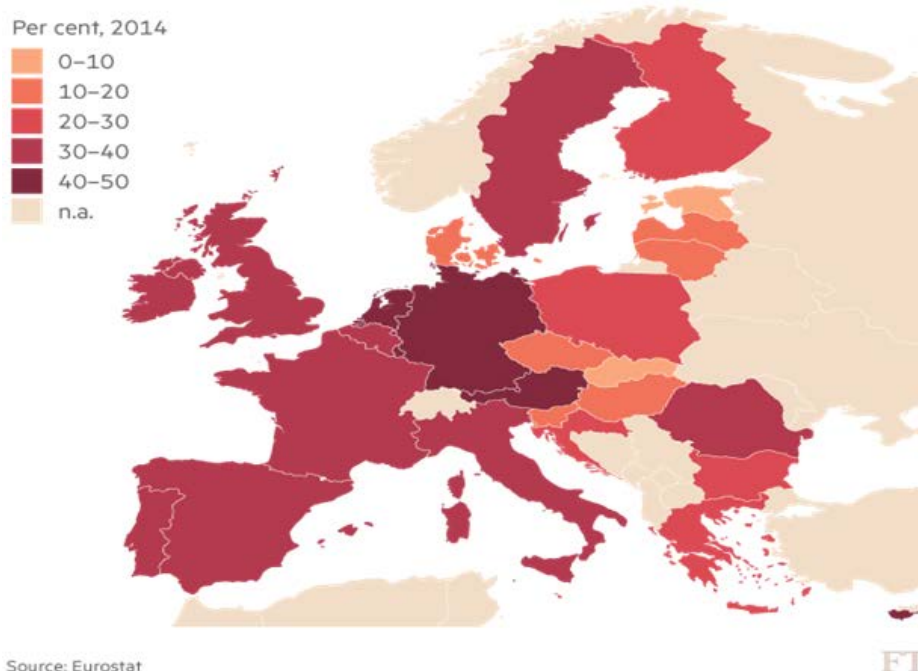 Per cent, 2014
0–10
10–20
20–30
30–40
40–50
n.a.
Source: Eurostat
FT